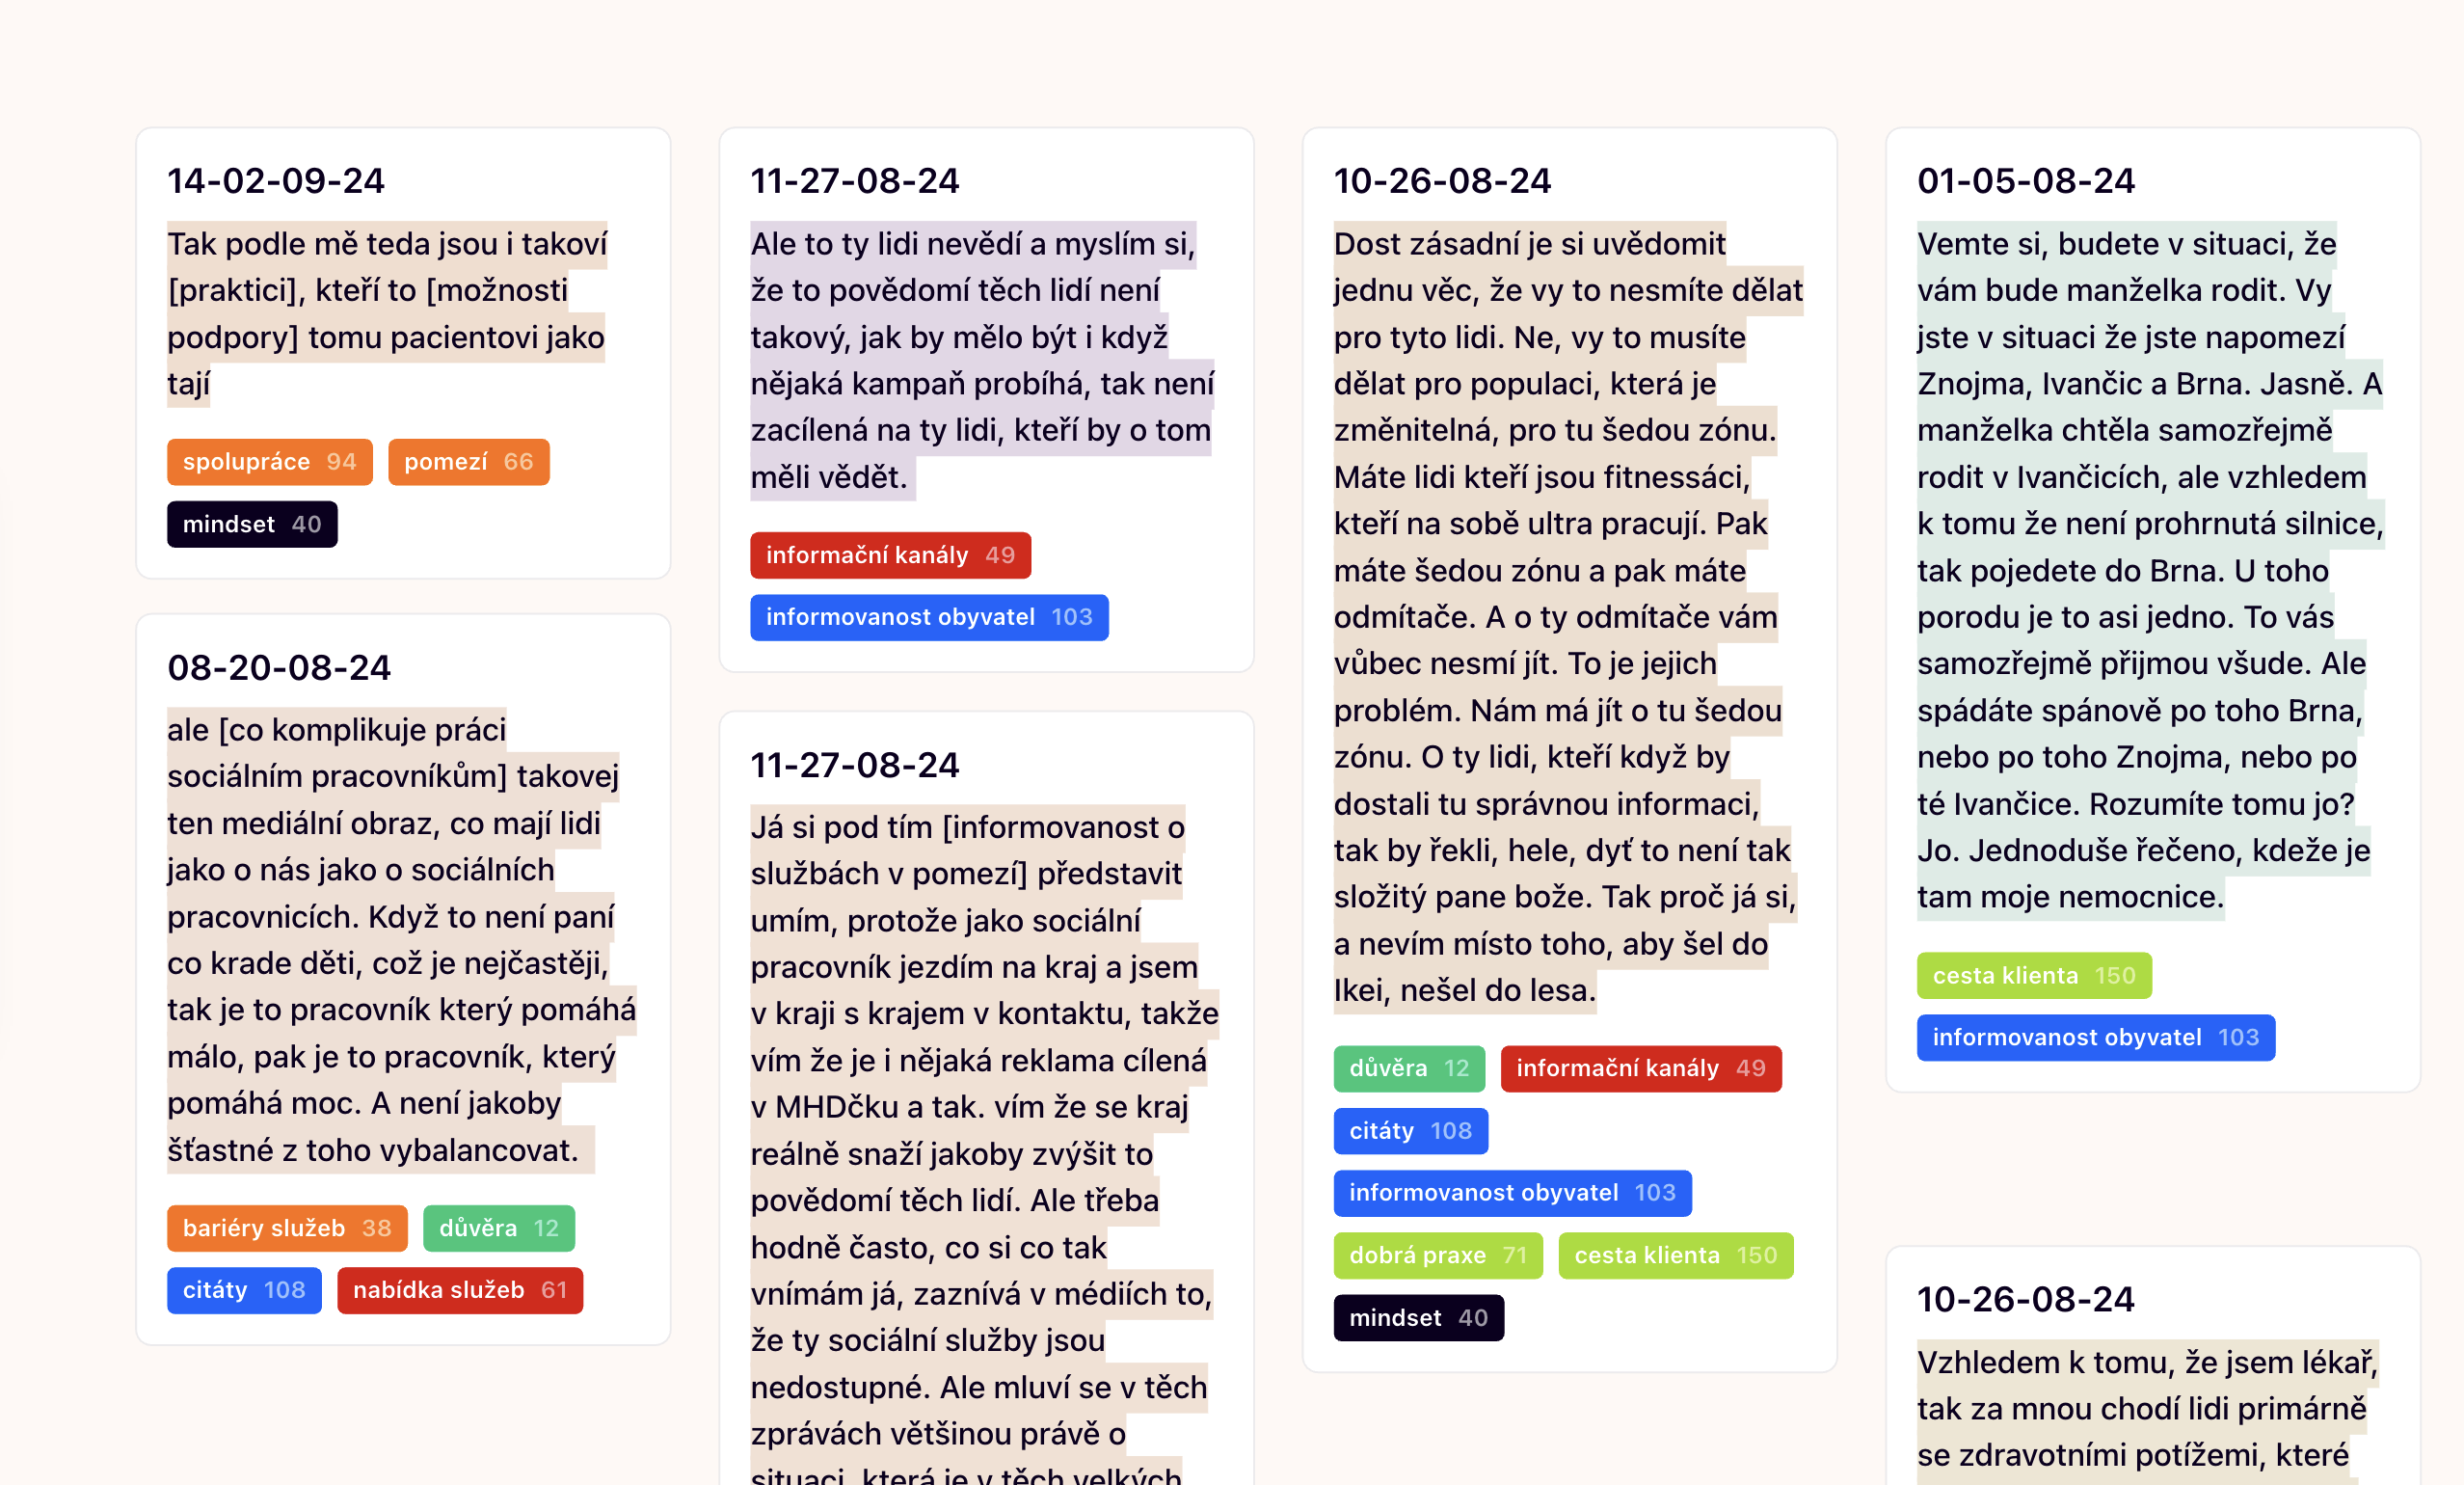 14-02-09-24
Tak podle mě teda jsou i takoví
[praktici], kteří to [možnosti
podpory] tomu pacientovi jako
tají
spolupráce 94 pomezí 66
mindset 40
08-20-08-24
ale [co komplikuje práci
sociálním pracovníkům] takovej
ten mediální obraz, co mají lidi
jako o nás jako o sociálních
pracovnicích. Když to není paní
co krade děti, což je nejčastěji,
tak je to pracovník který pomáhá
málo, pak je to pracovník, který
pomáhá moc. A není jakoby
šťastné z toho vybalancovat.
bariéry služeb 38 důvěra 12
citáty 108 nabídka služeb 61
11-27-08-24
Ale to ty lidi nevědí a myslím si,
že to povědomí těch lidí není
takový, jak by mělo být i když
nějaká kampaň probíhá, tak není
zacílená na ty lidi, kteří by o tom
měli vědět.
informační kanály 49
informovanost obyvatel 103
11-27-08-24
Já si pod tím [informovanost o
službách v pomezí] představit
umím, protože jako sociální
pracovník jezdím na kraj a jsem
v kraji s krajem v kontaktu, takže
vím že je i nějaká reklama cílená
v MHDčku a tak. vím že se kraj
reálně snaží jakoby zvýšit to
povědomí těch lidí. Ale třeba
hodně často, co si co tak
vnímám já, zaznívá v médiích to,
že ty sociální služby jsou
nedostupné. Ale mluví se v těch
zprávách většinou právě o
situaci, která je v těch velkých
10-26-08-24
Dost zásadní je si uvědomit
jednu věc, že vy to nesmíte dělat
pro tyto lidi. Ne, vy to musíte
dělat pro populaci, která je
změnitelná, pro tu šedou zónu.
Máte lidi kteří jsou fitnessáci,
kteří na sobě ultra pracují. Pak
máte šedou zónu a pak máte
odmítače. A o ty odmítače vám
vůbec nesmí jít. To je jejich
problém. Nám má jít o tu šedou
zónu. O ty lidi, kteří když by
dostali tu správnou informaci,
tak by řekli, hele, dyť to není tak
složitý pane bože. Tak proč já si,
a nevím místo toho, aby šel do
Ikei, nešel do lesa.
důvěra 12 informační kanály 49
citáty 108
informovanost obyvatel 103
dobrá praxe 71 cesta klienta 150
mindset 40
01-05-08-24
Vemte si, budete v situaci, že
vám bude manželka rodit. Vy
jste v situaci že jste napomezí
Znojma, Ivančic a Brna. Jasně. A
manželka chtěla samozřejmě
rodit v Ivančicích, ale vzhledem
k tomu že není prohrnutá silnice,
tak pojedete do Brna. U toho
porodu je to asi jedno. To vás
samozřejmě přijmou všude. Ale
spádáte spánově po toho Brna,
nebo po toho Znojma, nebo po
té Ivančice. Rozumíte tomu jo?
Jo. Jednoduše řečeno, kdeže je
tam moje nemocnice.
cesta klienta 150
informovanost obyvatel 103
10-26-08-24
Vzhledem k tomu, že jsem lékař,
tak za mnou chodí lidi primárně
se zdravotními potížemi, které